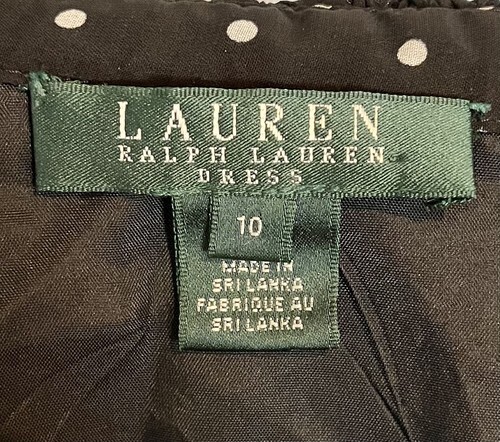 LAUREN
RALPH LAUREN
DRESS
10
MADE IN
SRI LANKA
FABRIQUE AU
SRI LANKA